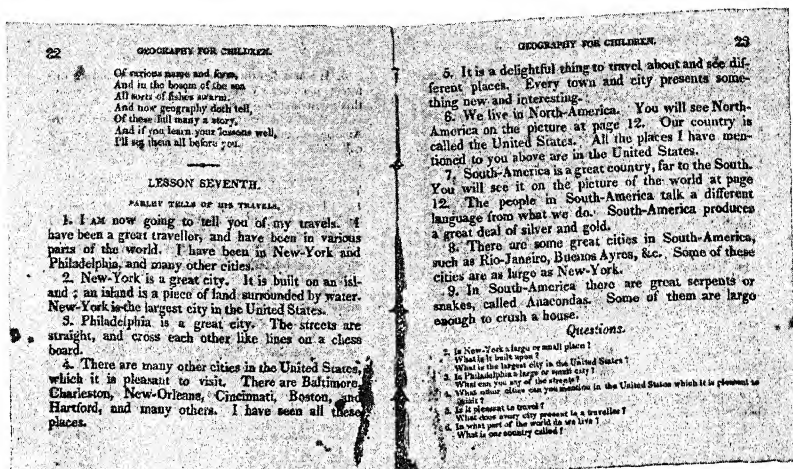 22 GEOGRAPHY FOR CHILDREN.
Of various name and form,
And in the bosom of the sea
All sorts of fishes swarm,
And now geography doth tell,
Of these full many a story,
And if you learn your lessons well,
I'll set them all before you.
LESSON SEVENTH.
PARLEY TELLS OF HIS TRAVELS.
1. I AM now going to tell you of my travels. I
have been a great traveller, and have been in various
parts of the world. I have been in New-York and
Philadelphia, and many other cities.
2. New-York is a great city. It is built on an isl-
and; an island is a piece of land surrounded by water.
New-York is the largest city in the United States.
3. Philadelphia is a great city. The streets are
straight, and cross each other like lines on a chess
board.
4. There are many other cities in the United States,
which it is pleasant to visit. There are Baltimore,
Charleston, New-Orleans, Cincinnati, Boston, and
Hartford, and many others. I have seen all these
places.
GEOGRAPHY FOR CHILDREN. 23
5. It is a delightful thing to travel about and see dif-
ferent places. Every town and city presents some-
thing new and interesting.
6. We live in North-America. You will see North-
America on the picture at page 12. Our country is
called the United States. All the places I have men-
tioned to you above are in the United States.
7. South-America is a great country, far to the South.
You will see it on the picture of the world at page
12. The people in South-America talk a different
language from what we do. South-America produces
a great deal of silver and gold.
8. There are some great cities in South-America,
such as Rio-Janeiro, Buenos Ayres, &c. Some of these
cities are as large as New-York.
9. In South-America there are great serpents or
snakes, called Anacondas. Some of them are large
enough to crush a house.
Questions.
2. Is New-York a large or small place?
What is it built upon?
What is the largest city in the United States?
3. Is Philadelphia a large or small city?
What can you say of the streets?
4. What other cities can you mention in the United States which it is pleasant to
visit?
5. Is it pleasant to travel?
What does every city present to a traveller?
6. In what part of the world do we live?
What is our country called?